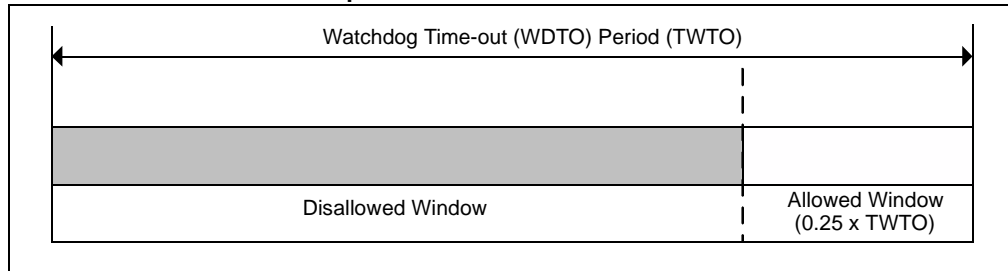 Watchdog Time-out (WDTO) Period (TWTO)
Disallowed Window
Allowed Window
(0.25 x TWTO)